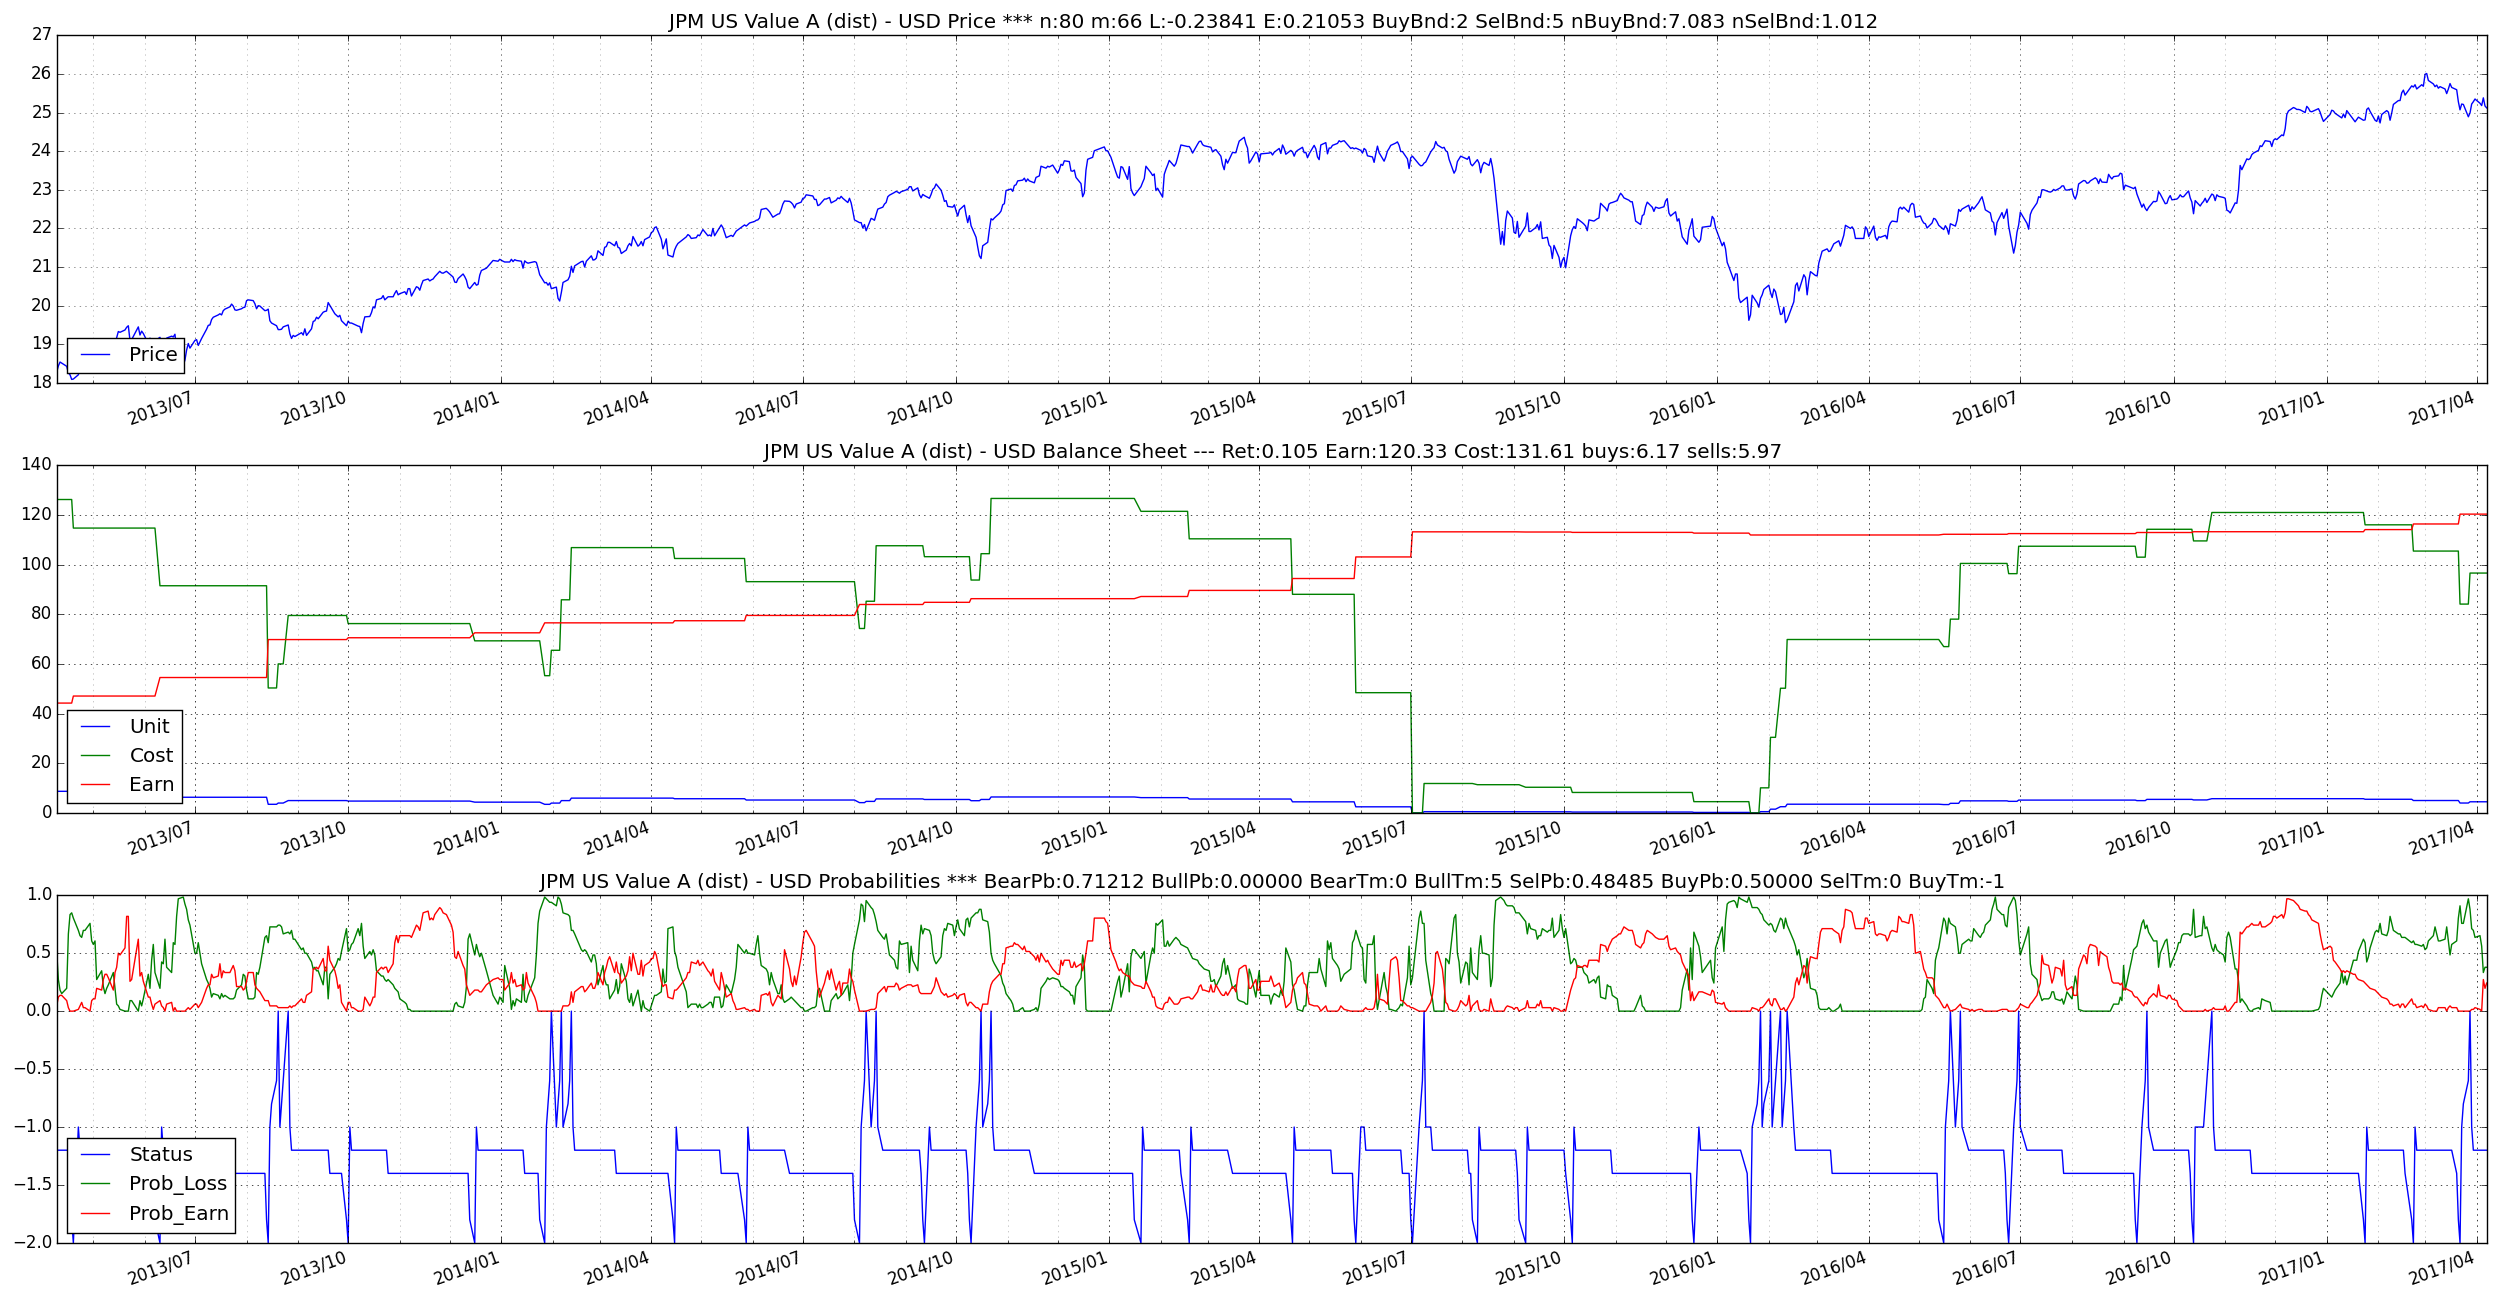 JPM US Value A (dist) - USD Price *** n:80 m:66 L:-0.23841 E:0.21053 BuyBnd:2 SelBnd:5 nBuyBnd:7.083 nSelBnd:1.012
27
26
25
24
23
22
21
20
19
18
Price
2013/07 2013/10 2014/01 2014/04 2014/07 2014/10 2015/01 2015/04 2015/07 2015/10 2016/01 2016/04 2016/07 2016/10 2017/01 2017/04
JPM US Value A (dist) - USD Balance Sheet --- Ret:0.105 Earn:120.33 Cost:131.61 buys:6.17 sells:5.97
140
120
100
80
60
40
20
0
Unit
Cost
Earn
2013/07 2013/10 2014/01 2014/04 2014/07 2014/10 2015/01 2015/04 2015/07 2015/10 2016/01 2016/04 2016/07 2016/10 2017/01 2017/04
JPM US Value A (dist) - USD Probabilities *** BearPb:0.71212 BullPb:0.00000 BearTm:0 BullTm:5 SelPb:0.48485 BuyPb:0.50000 SelTm:0 BuyTm:-1
1.0
0.5
0.0
−0.5
−1.0
−1.5
−2.0
Status
Prob_Loss
Prob_Earn
2013/07 2013/10 2014/01 2014/04 2014/07 2014/10 2015/01 2015/04 2015/07 2015/10 2016/01 2016/04 2016/07 2016/10 2017/01 2017/04